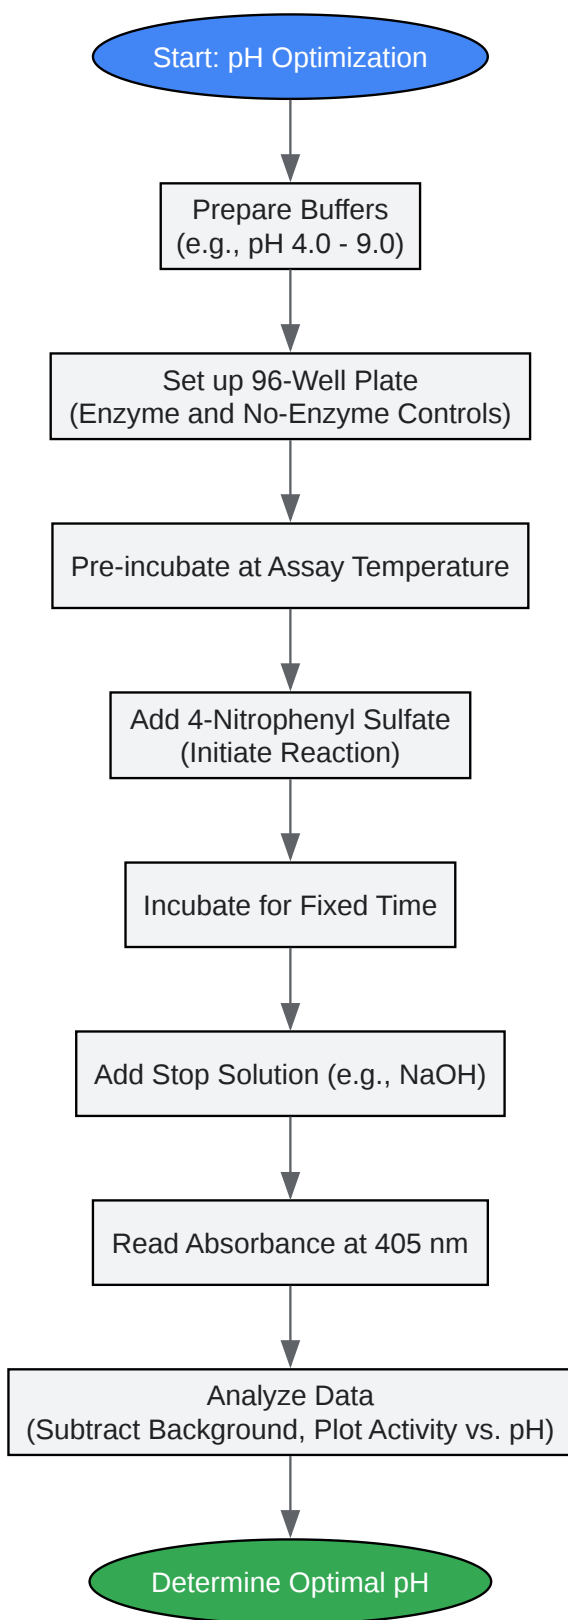 Start: pH Optimization
Prepare Buffers
(e.g., pH 4.0 - 9.0)
Set up 96-Well Plate
(Enzyme and No-Enzyme Controls)
Pre-incubate at Assay Temperature
Add 4-Nitrophenyl Sulfate
(Initiate Reaction)
Incubate for Fixed Time
Add Stop Solution (e.g., NaOH)
Read Absorbance at 405 nm
Analyze Data
(Subtract Background, Plot Activity vs. pH)
Determine Optimal pH